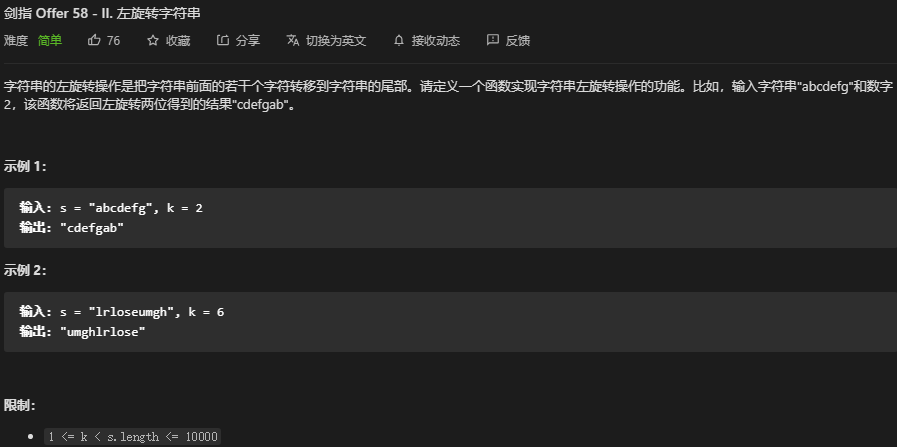 剑指 Offer 58 - II. 左旋转字符串
难度 简单 76 收藏 分享 切换为英文 接收动态 反馈
字符串的左旋转操作是把字符串前面的若干个字符转移到字符串的尾部。请定义一个函数实现字符串左旋转操作的功能。比如，输入字符串"abcdefg"和数字
2，该函数将返回左旋转两位得到的结果"cdefgab"。
示例 1：
输入: s = "abcdefg", k = 2
输出: "cdefgab"
示例 2：
输入: s = "lrloseumgh", k = 6
输出: "umghlrlose"
限制：
1 <= k < s.length <= 10000